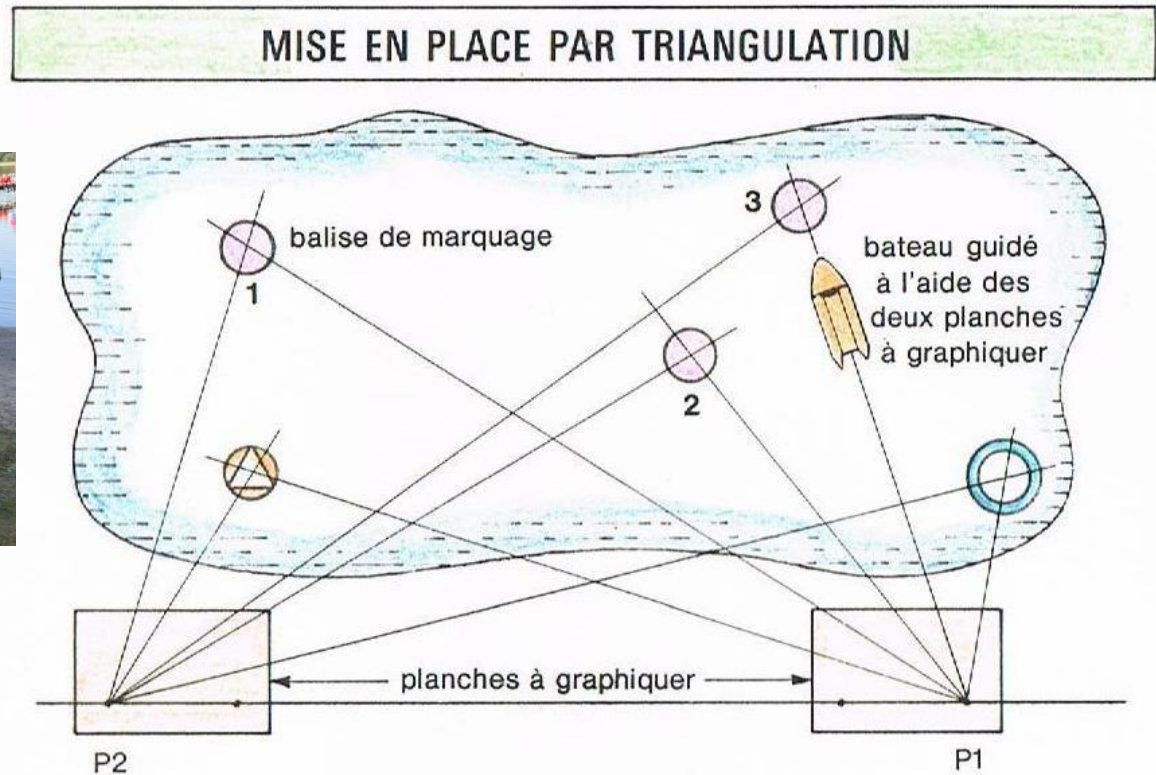 MISE EN PLACE PAR TRIANGULATION
3
balise de marquage
1
bateau guidé
à l'aide des
deux planches
à graphiquer
2
planches à graphiquer
P2
P1